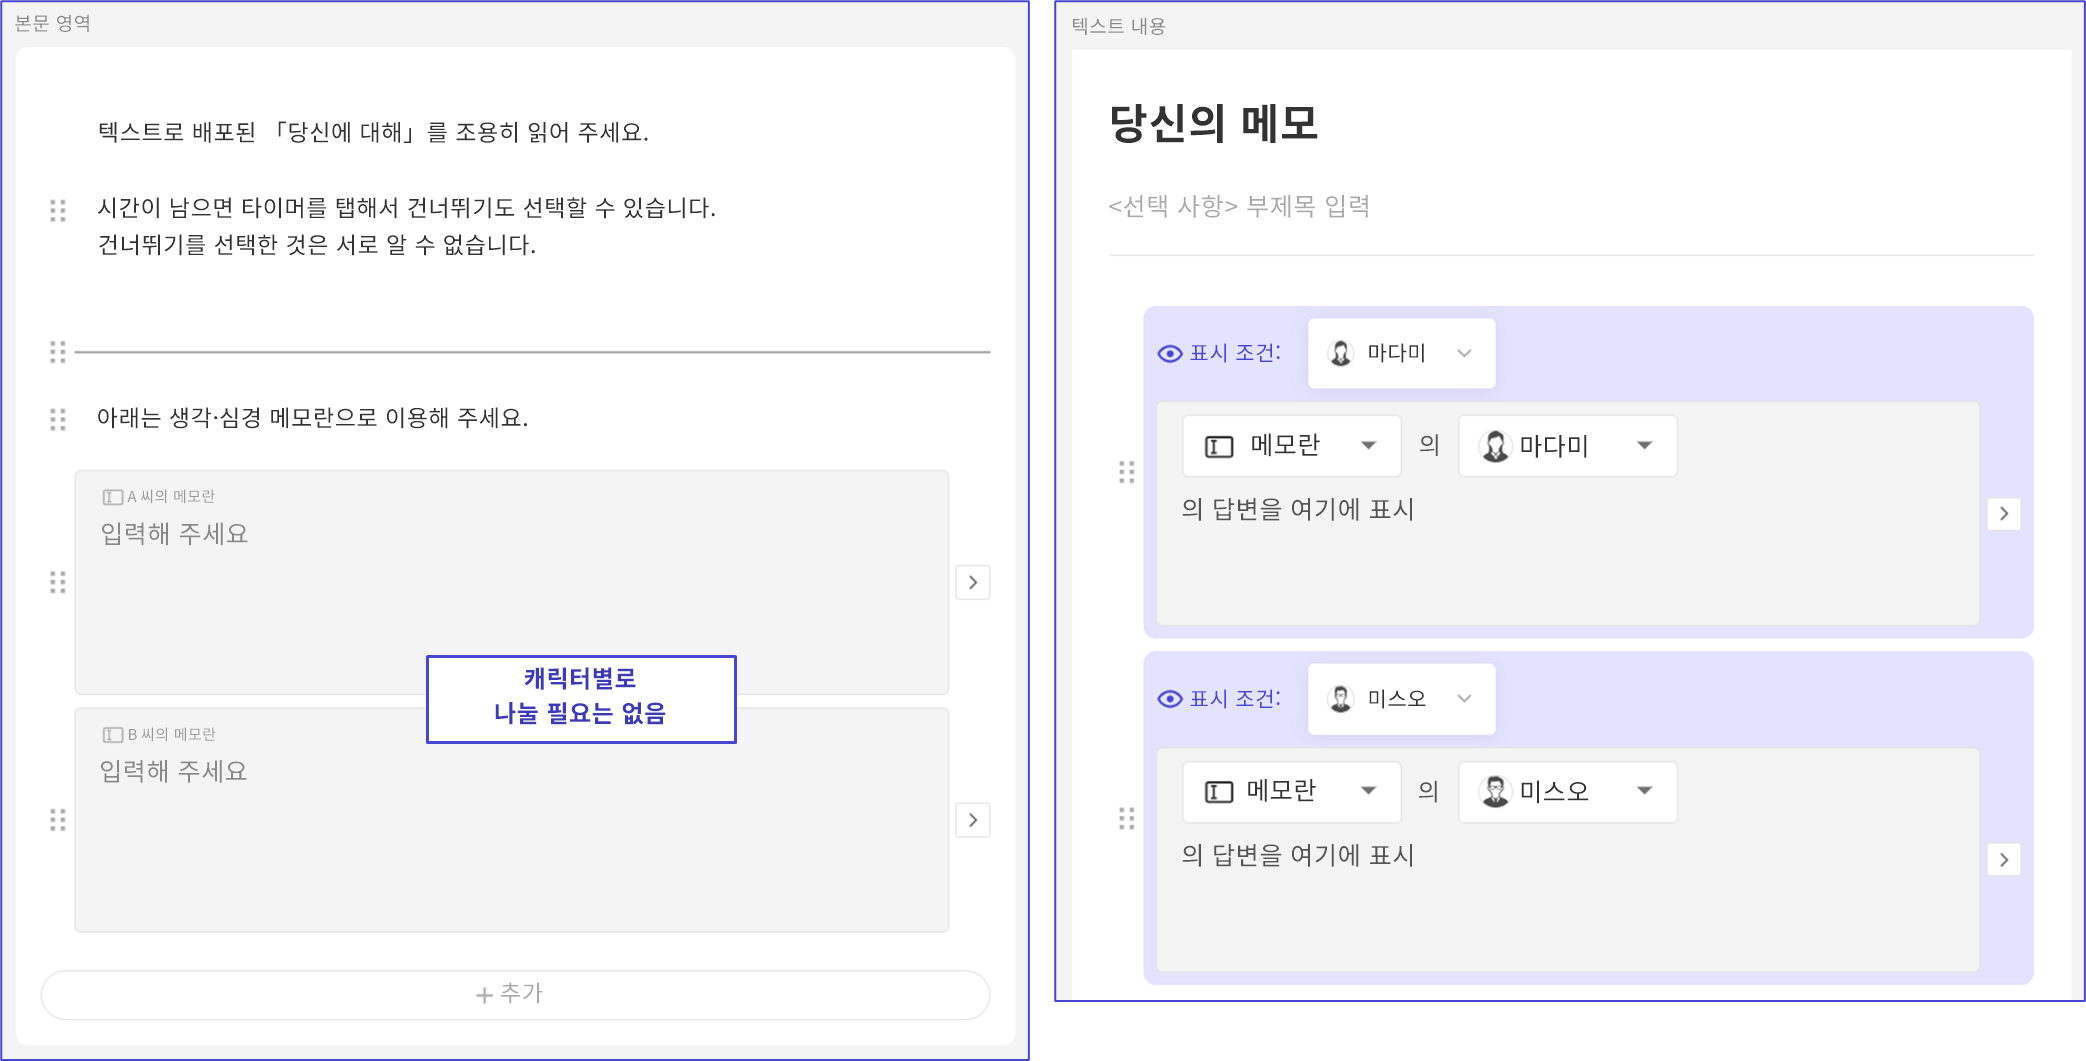 본문 영역
텍스트로 배포된 「당신에 대해」를 조용히 읽어 주세요.
시간이 남으면 타이머를 탭해서 건너뛰기도 선택할 수 있습니다.
건너뛰기를 선택한 것은 서로 알 수 없습니다.
아래는 생각·심경 메모란으로 이용해 주세요.
A 씨의 메모란
입력해 주세요
캐릭터별로
나눌 필요는 없음
B 씨의 메모란
입력해 주세요
+ 추가
텍스트 내용
당신의 메모
<선택 사항> 부제목 입력
표시 조건: 마다미
메모란 의 마다미
의 답변을 여기에 표시
표시 조건: 미스오
메모란 의 미스오
의 답변을 여기에 표시